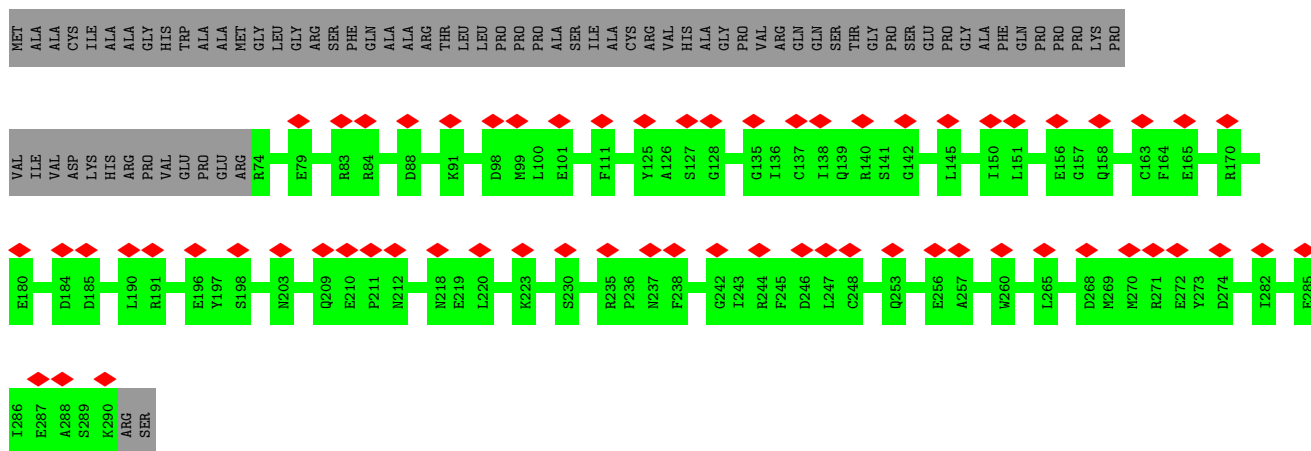 MET ALA ALA CYS ILE ALA ALA GLY HIS TRP ALA ALA MET GLY LEU GLY ARG SER PHE GLN ALA ALA ARG THR LEU LEU PRO PRO PRO ALA SER ILE ALA CYS ARG VAL HIS ALA GLY PRO VAL ARG GLN GLN SER THR GLY PRO SER GLU PRO GLY ALA PHE GLN PRO PRO PRO LYS PRO
VAL ILE VAL ASP LYS HIS ARG PRO VAL GLU PRO GLU ARG R74 E79 R83 R84 D88 K91 D98 M99 L100 E101 F111 Y125 A126 S127 G128 G135 I136 C137 I138 Q139 R140 S141 G142 L145 I150 L151 E156 G157 Q158 C163 F164 E165 R170
E180 D184 D185 L190 R191 E196 Y197 S198 N203 Q209 E210 P211 N212 N218 E219 L220 K223 S230 R235 P236 N237 F238 G242 I243 R244 F245 D246 L247 C248 Q253 E256 A257 W260 L265 D268 M269 M270 R271 E272 Y273 D274 I282
I286 E287 A288 S289 K290 ARG SER